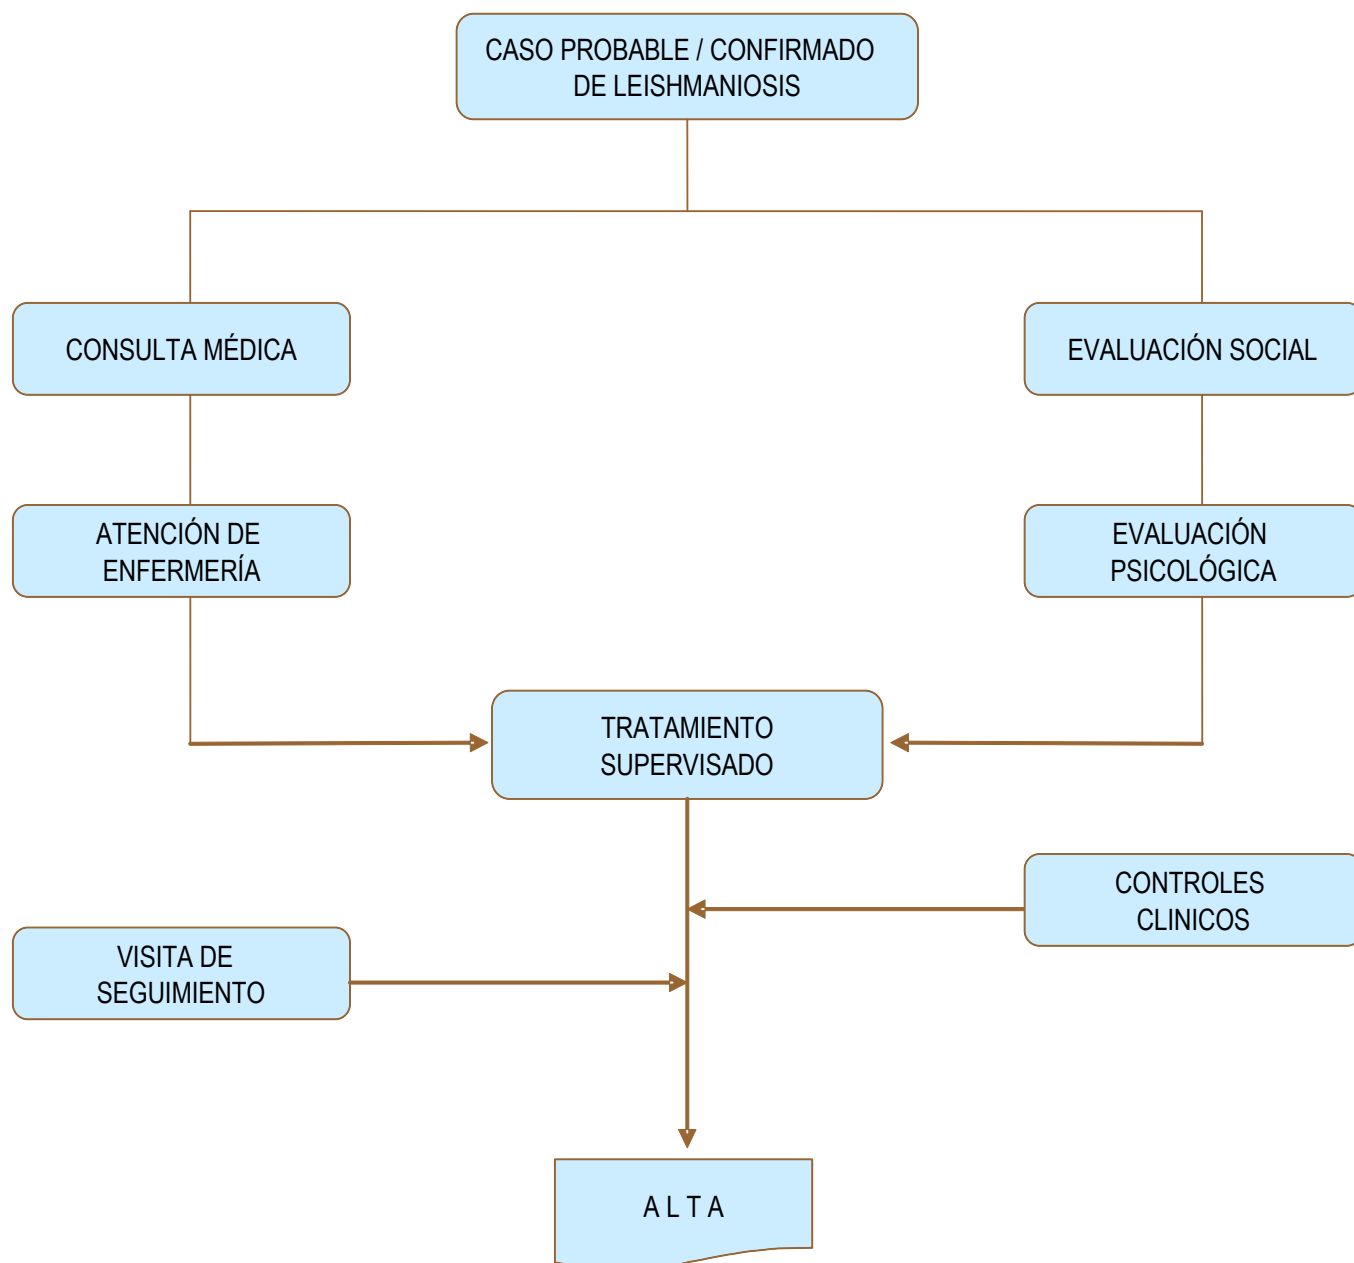 CASO PROBABLE / CONFIRMADO
DE LEISHMANIOSIS
CONSULTA MÉDICA
EVALUACIÓN SOCIAL
ATENCIÓN DE
ENFERMERÍA
EVALUACIÓN
PSICOLÓGICA
TRATAMIENTO
SUPERVISADO
CONTROLES
CLINICOS
VISITA DE
SEGUIMIENTO
A L T A